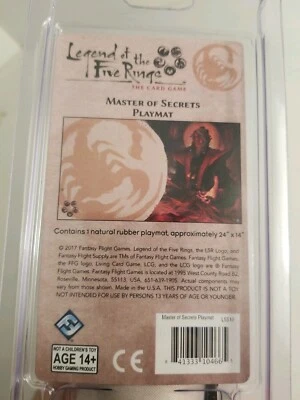 Legend of the
Five Rings
THE CARD GAME
MASTER OF SECRETS
PLAYMAT
Contains 1 natural rubber playmat, approximately 24" x 14"
© 2017 Fantasy Flight Games. Legend of the Five Rings, the L5R Logo, and
Fantasy Flight Supply are TMs of Fantasy Flight Games. Fantasy Flight Games,
the FFG logo, Living Card Game, LCG, and the LCG logo are ® Fantasy
Flight Games. Fantasy Flight Games is located at 1995 West County Road B2,
Roseville, Minnesota, 55113, USA, 651-639-1905. Actual components may
vary from those shown. Made in the U.S.A. THIS PRODUCT IS NOT A TOY.
NOT INTENDED FOR USE BY PERSONS 13 YEARS OF AGE OR YOUNGER.
NOT A CHILDREN'S TOY
AGE 14+
HOBBY GAMING PRODUCT
CE
Master of Secrets Playmat
8 41333 10466